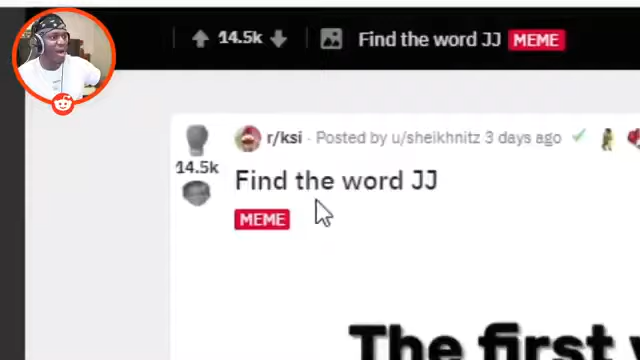 14.5k Find the word JJ MEME
r/ksi · Posted by u/sheikhnitz 3 days ago
14.5k
Find the word JJ
MEME
The first